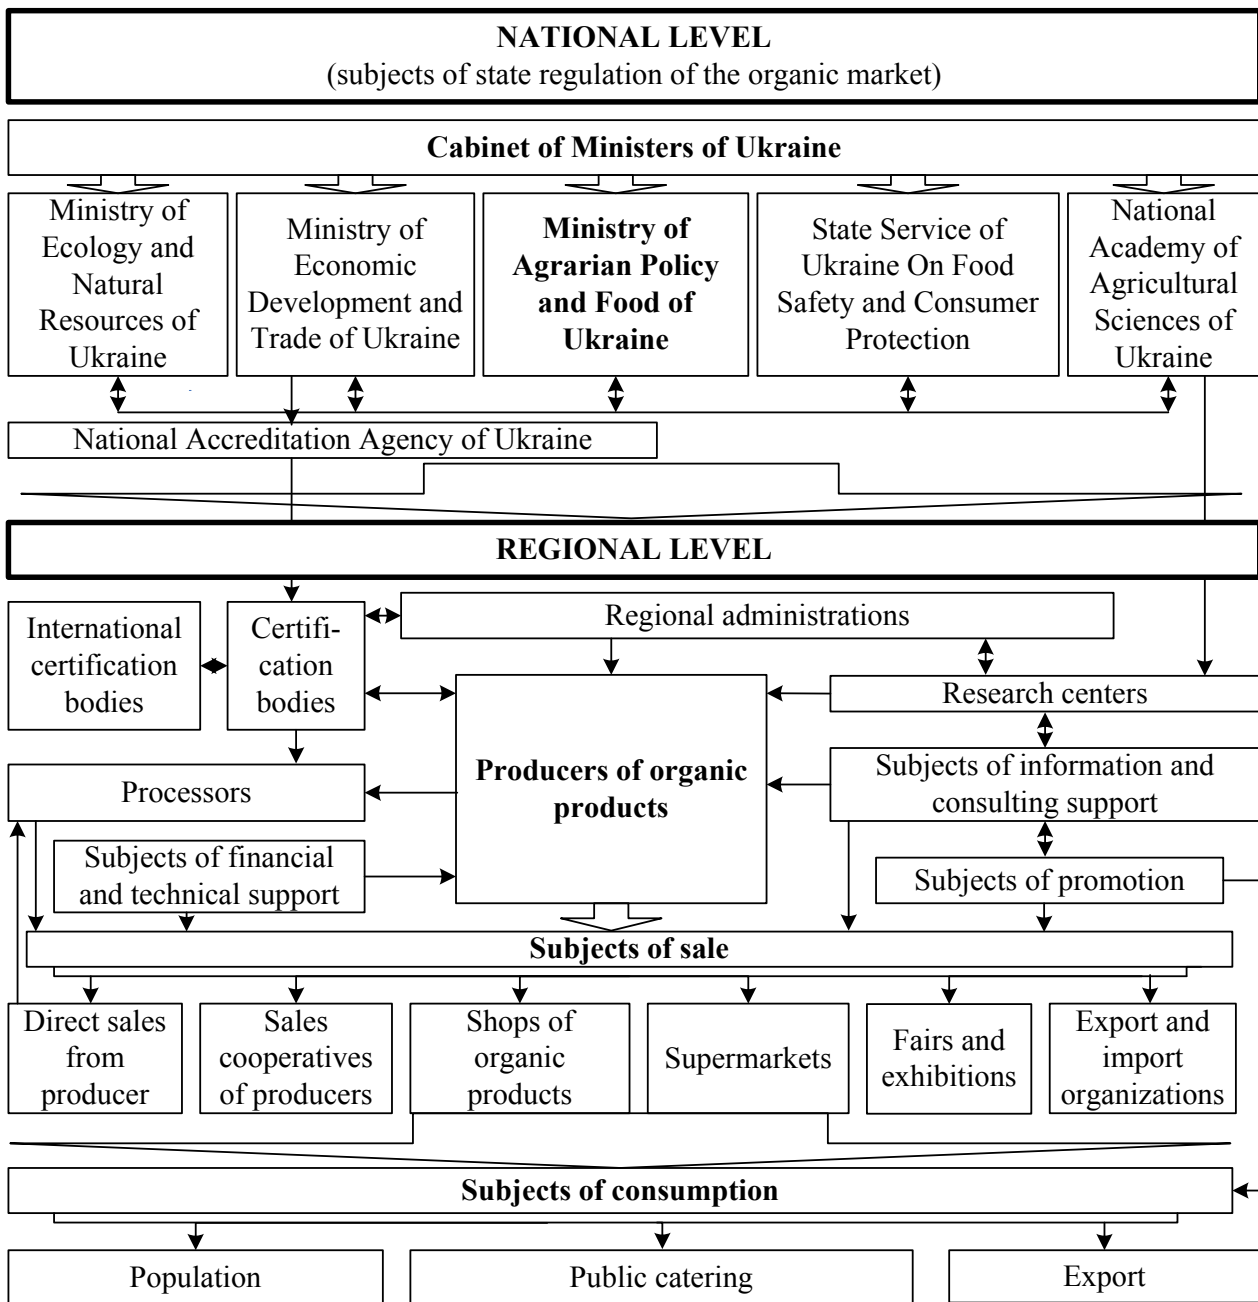 NATIONAL LEVEL
(subjects of state regulation of the organic market)
Cabinet of Ministers of Ukraine
Ministry of
Ecology and
Natural
Resources of
Ukraine
Ministry of
Economic
Development and
Trade of Ukraine
Ministry of
Agrarian Policy
and Food of
Ukraine
State Service of
Ukraine On Food
Safety and Consumer
Protection
National
Academy of
Agricultural
Sciences of
Ukraine
National Accreditation Agency of Ukraine
REGIONAL LEVEL
International
certification
bodies
Certifi-
cation
bodies
Regional administrations
Research centers
Producers of organic
products
Processors
Subjects of information and
consulting support
Subjects of financial
and technical support
Subjects of promotion
Subjects of sale
Direct sales
from
producer
Sales
cooperatives
of producers
Shops of
organic
products
Supermarkets
Fairs and
exhibitions
Export and
import
organizations
Subjects of consumption
Population
Public catering
Export